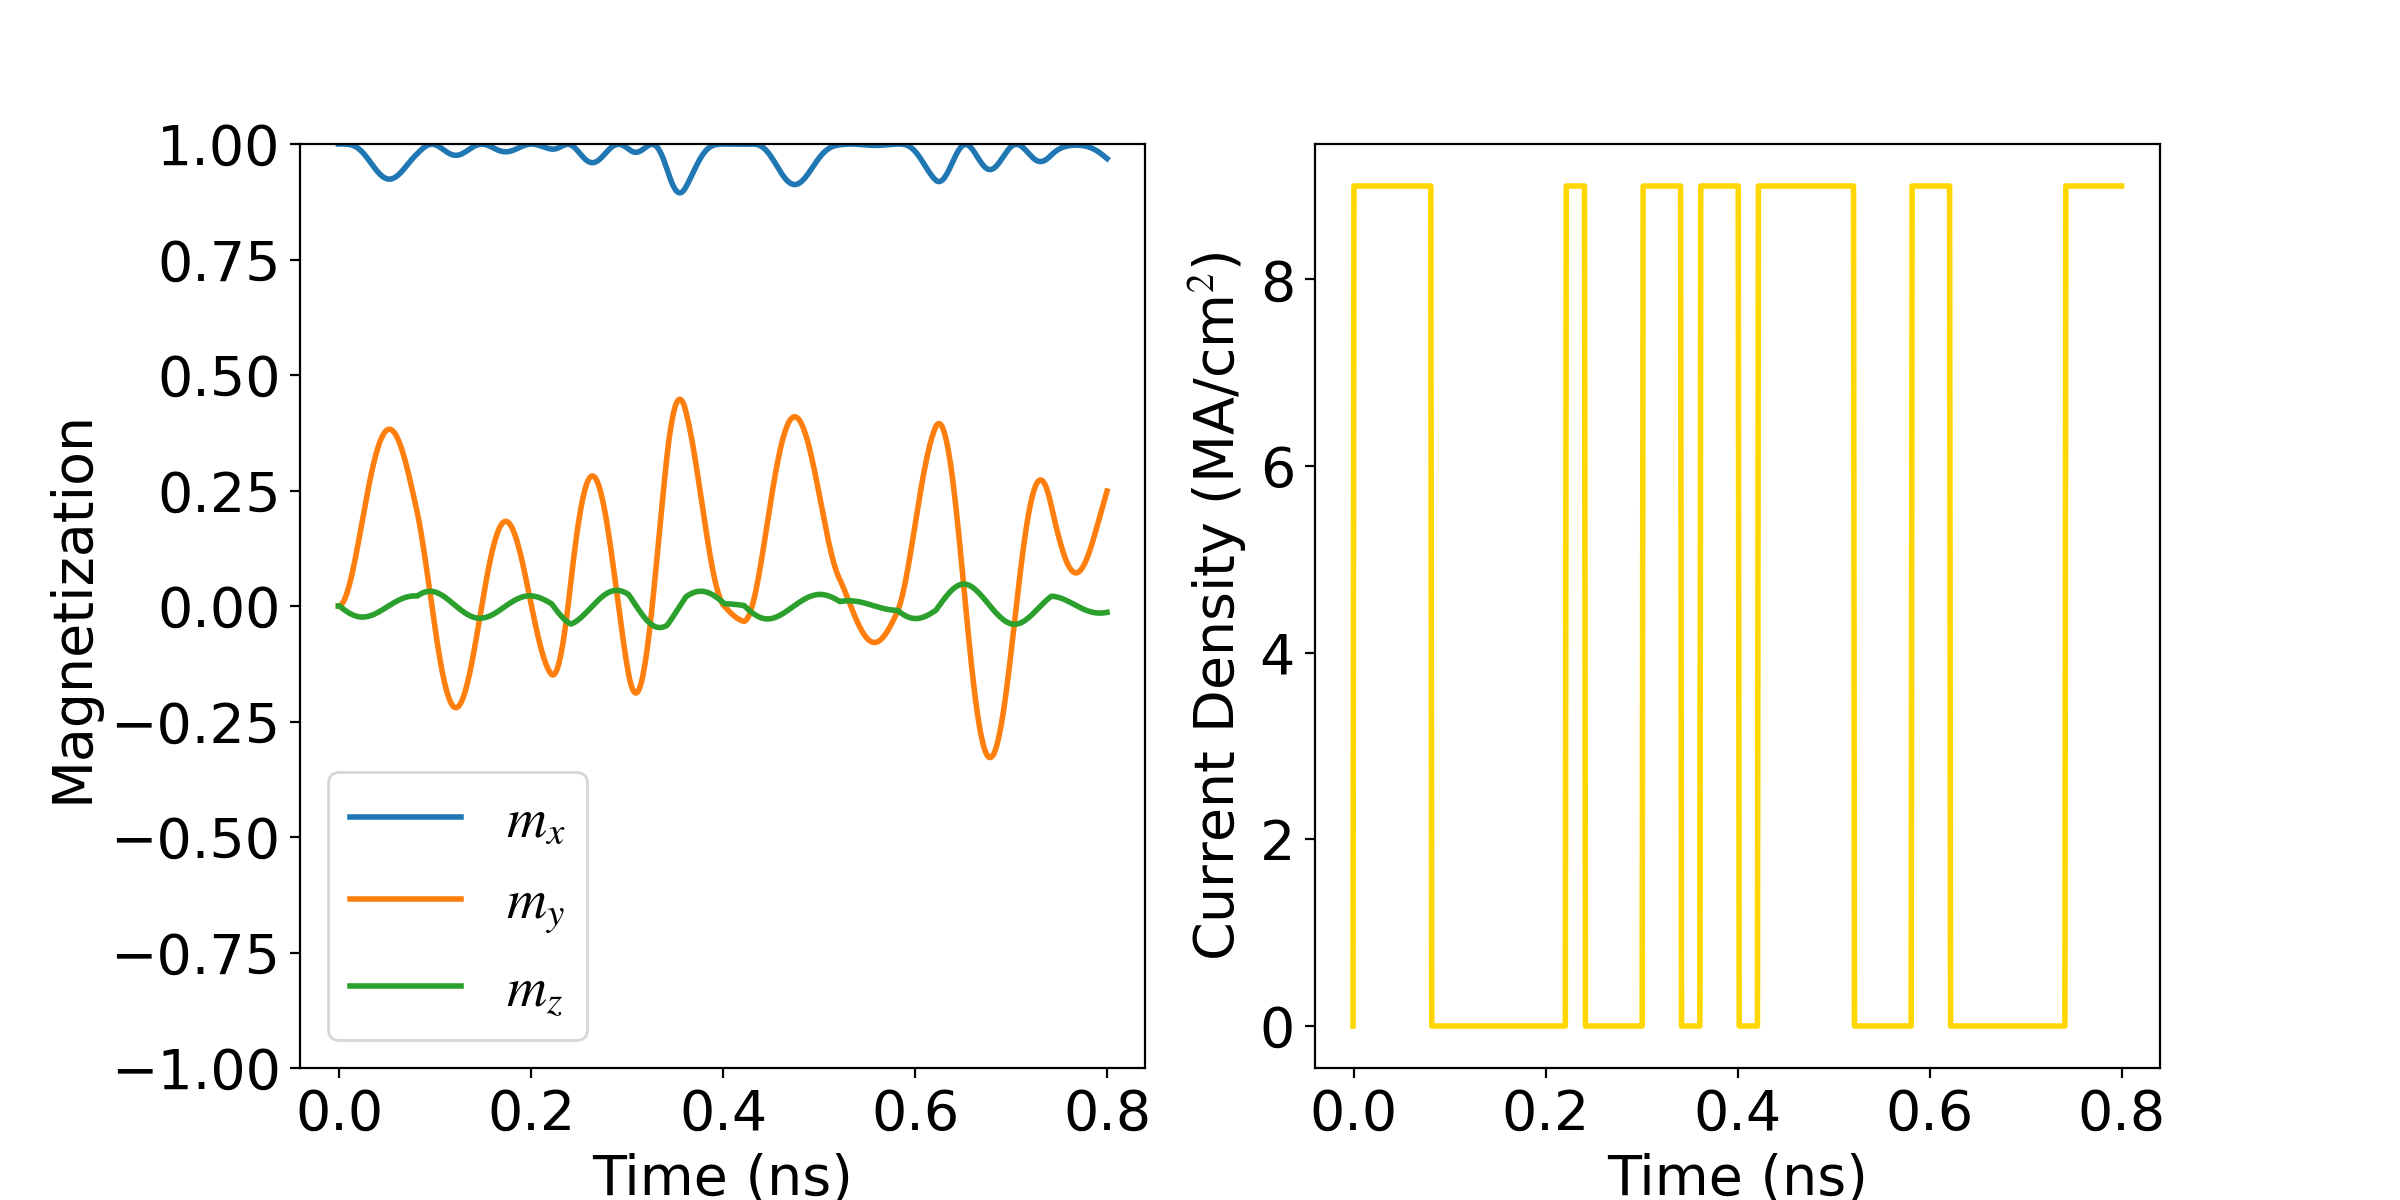 1.00
0.75
0.50
0.25
0.00
−0.25
−0.50
−0.75
−1.00
Magnetization
m_x
m_y
m_z
0.0 0.2 0.4 0.6 0.8
Time (ns)
8
6
4
2
0
Current Density (MA/cm²)
0.0 0.2 0.4 0.6 0.8
Time (ns)